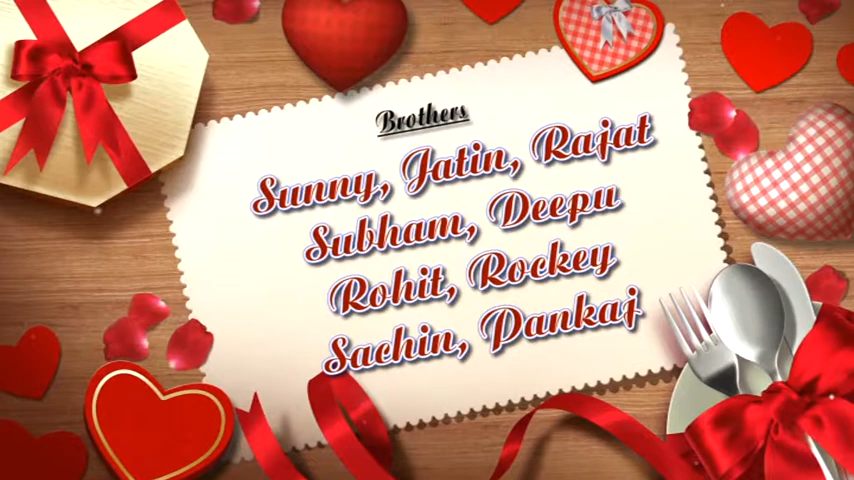 Brothers
Sunny, Jatin, Rajat
Subham, Deepu
Rohit, Rockey
Sachin, Pankaj